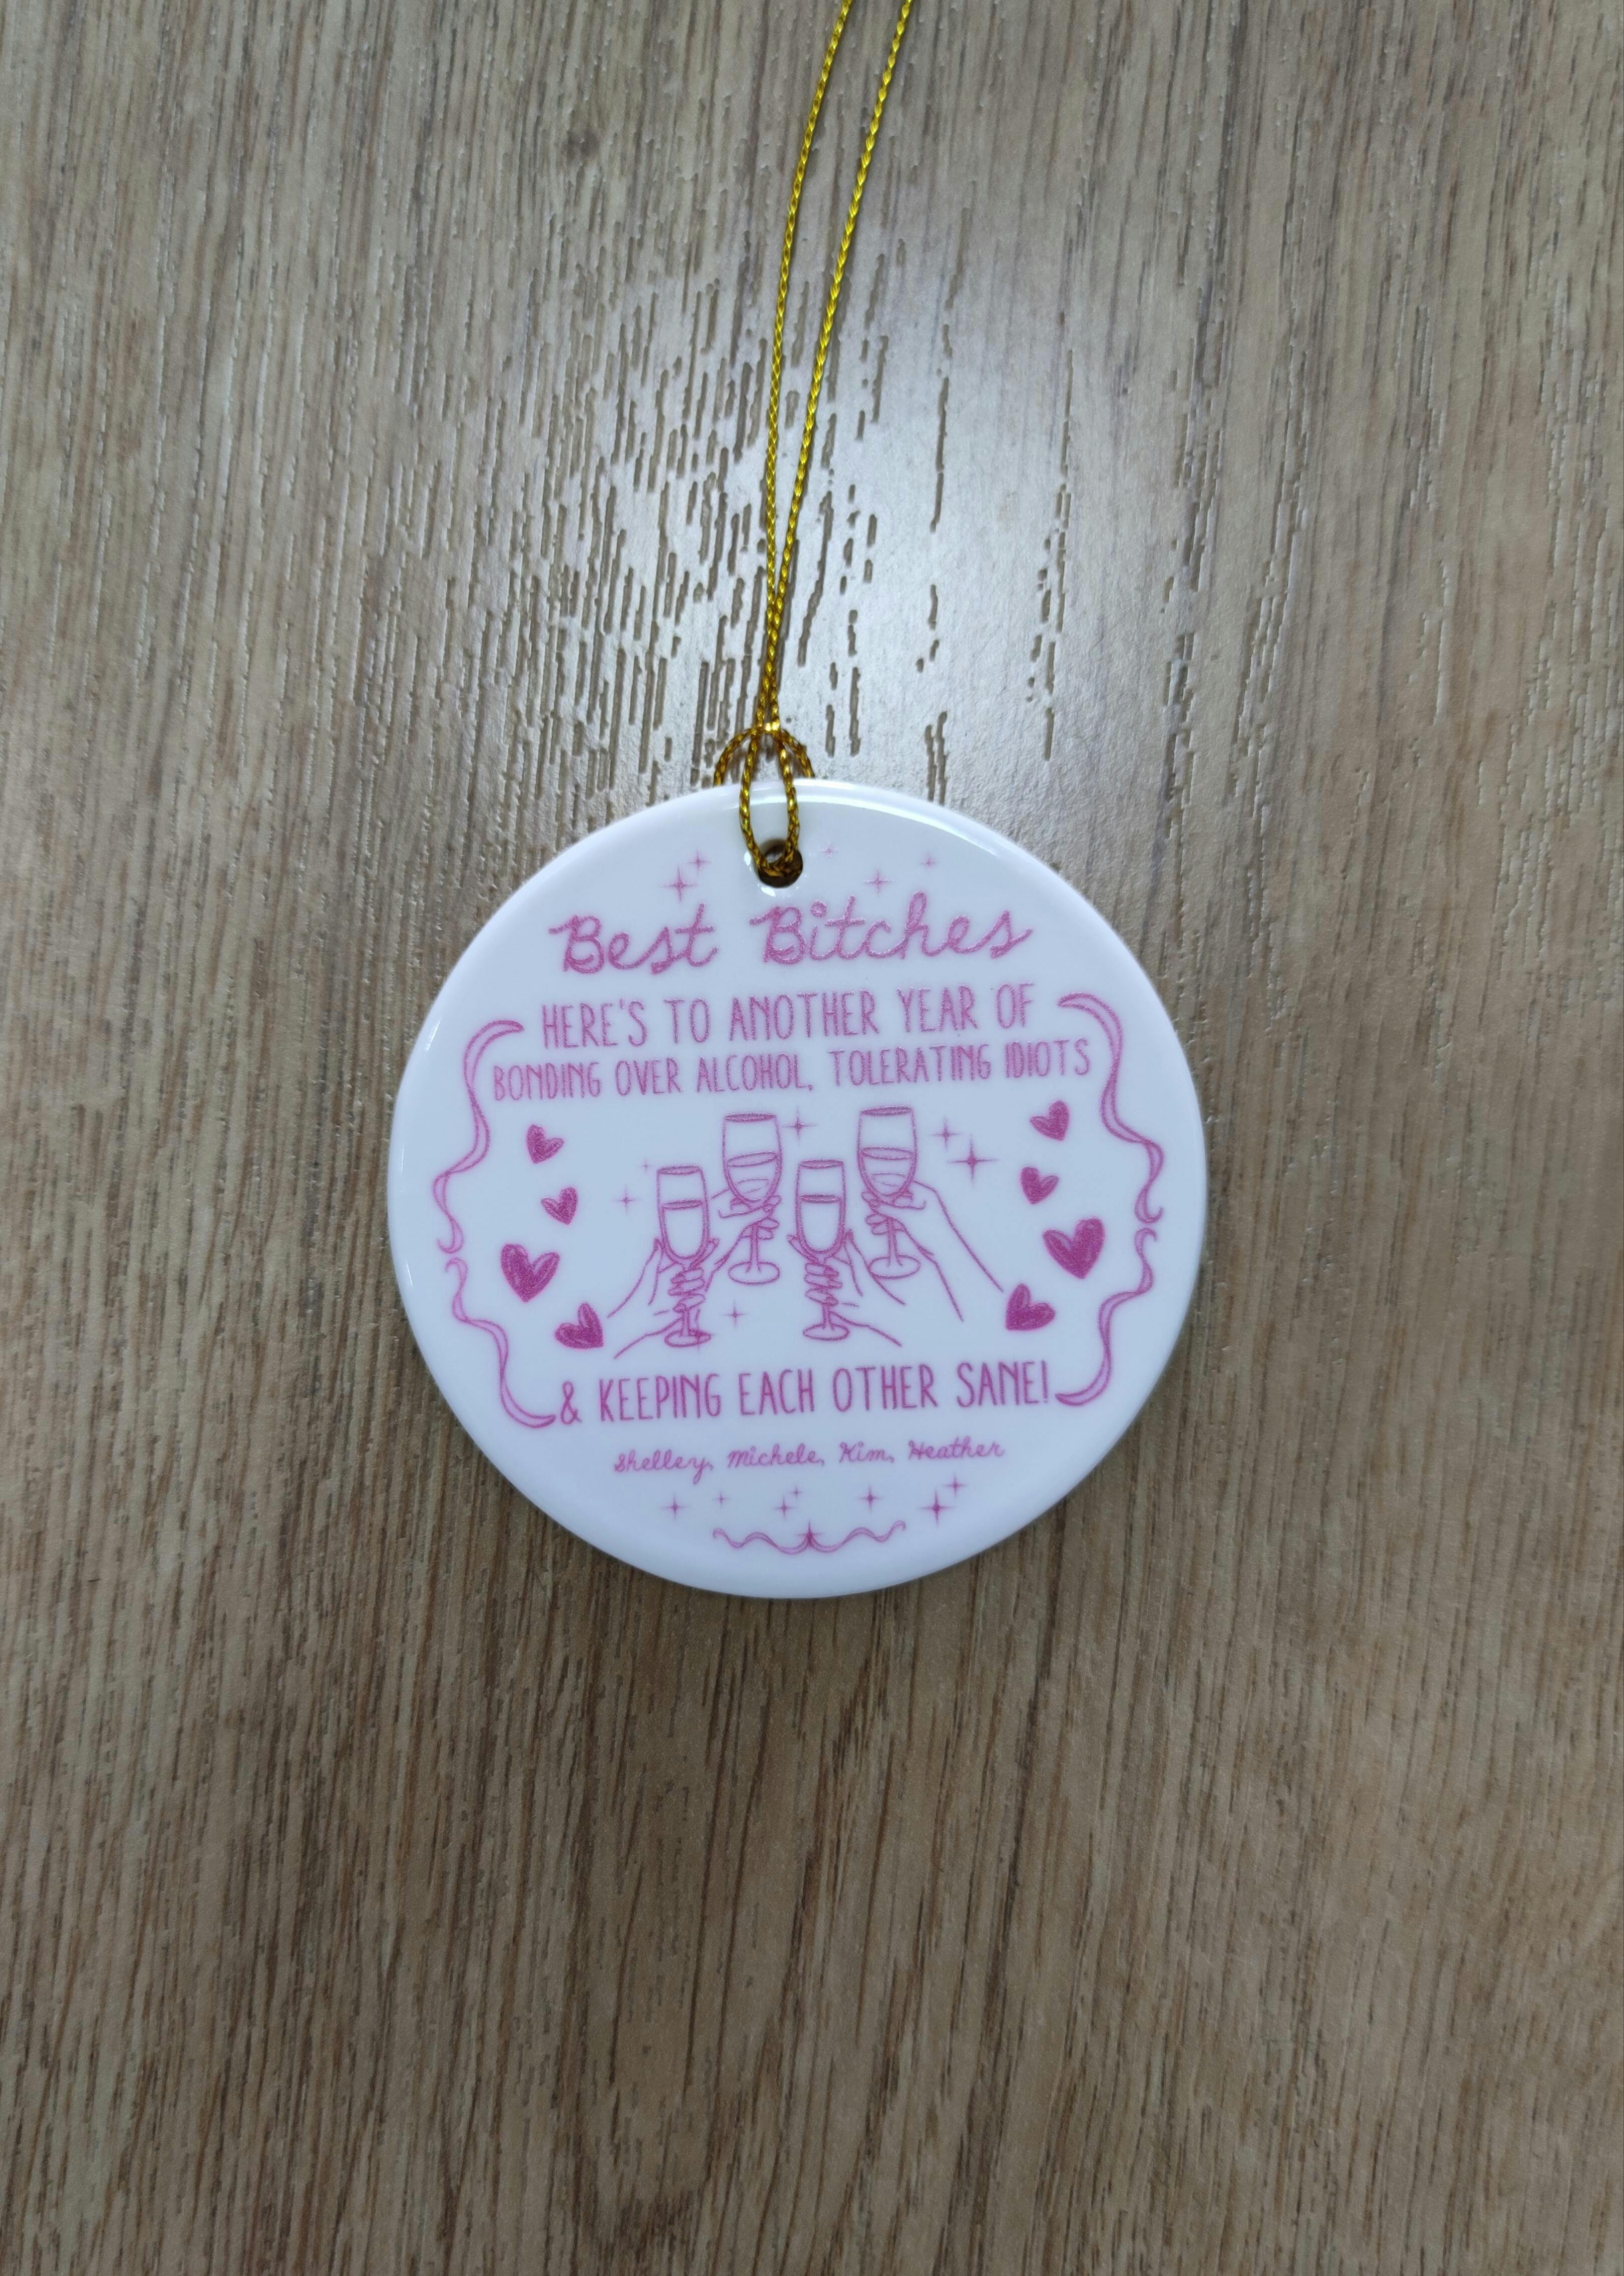 Best Bitches
HERE'S TO ANOTHER YEAR OF
BONDING OVER ALCOHOL, TOLERATING IDIOTS
& KEEPING EACH OTHER SANE!
Shelley, Michele, Kim, Heather